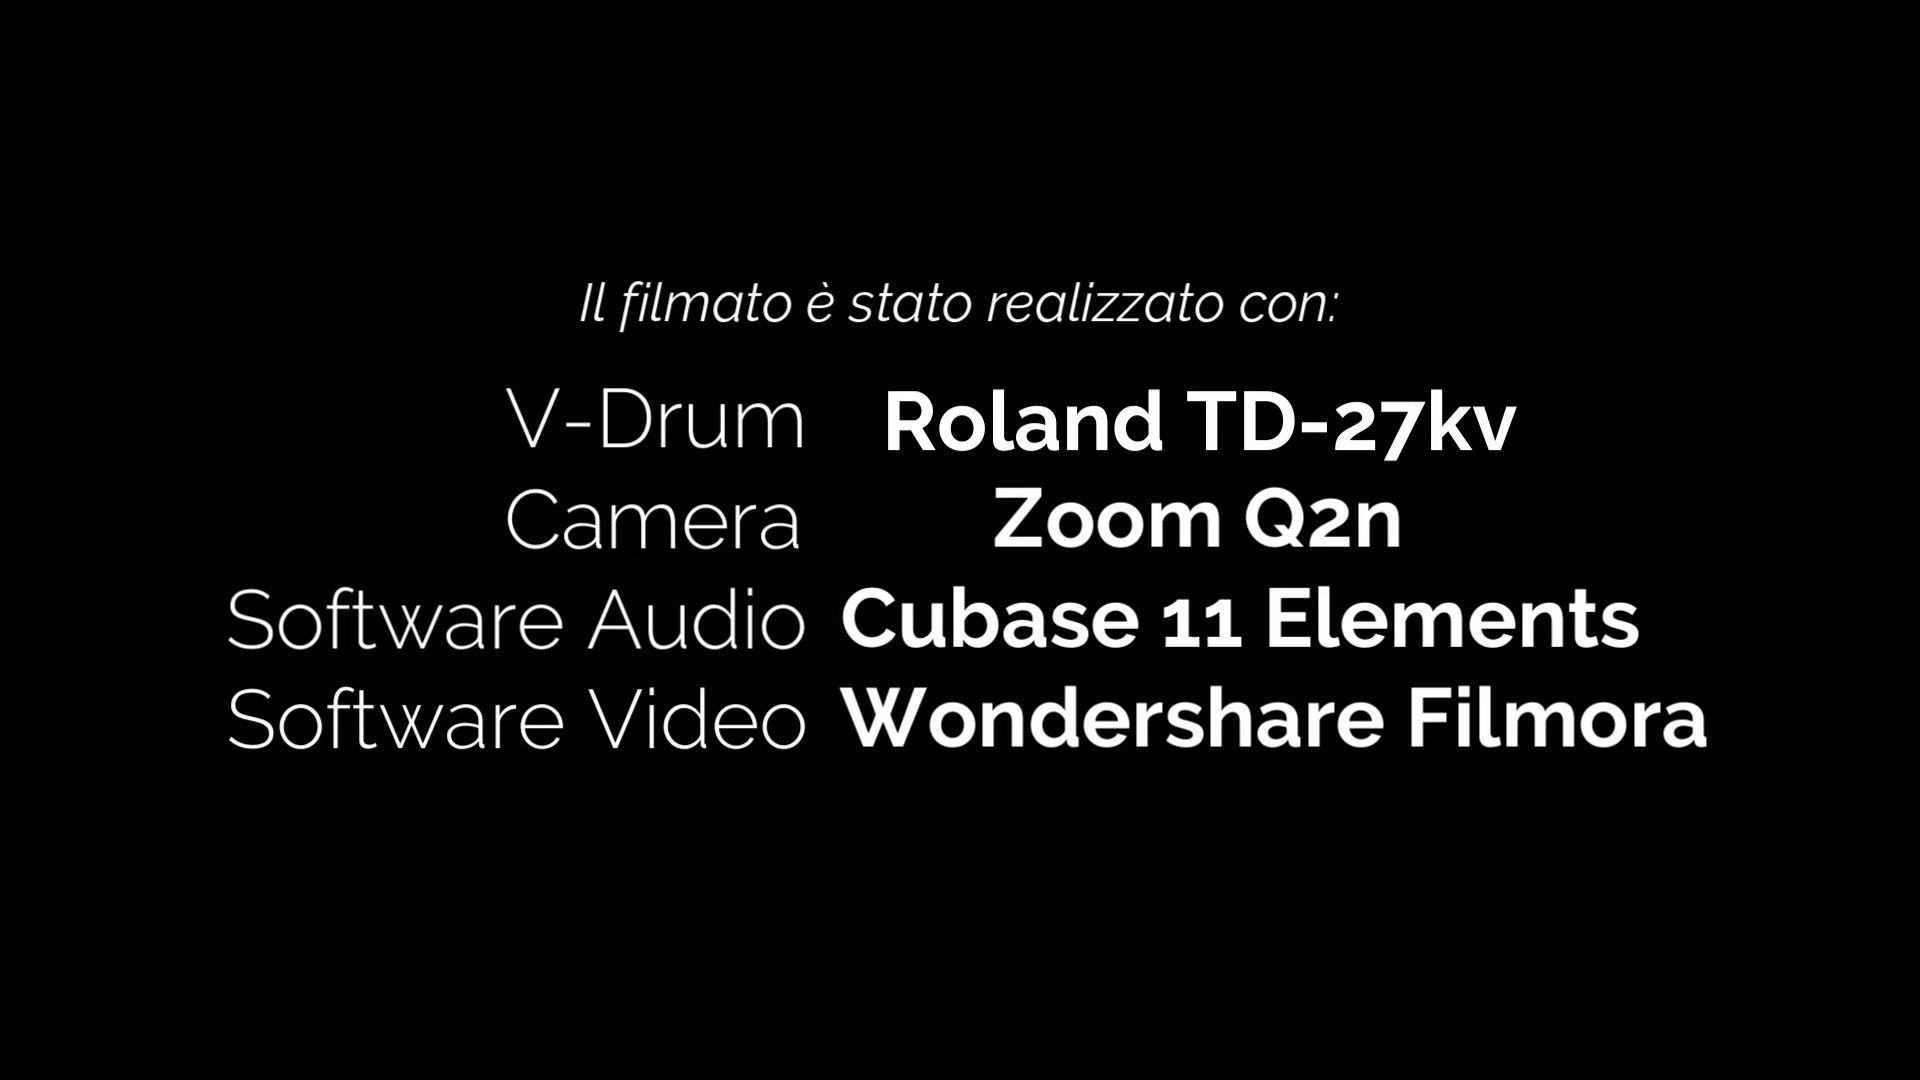 Il filmato è stato realizzato con:
V-Drum Roland TD-27kv
Camera Zoom Q2n
Software Audio Cubase 11 Elements
Software Video Wondershare Filmora